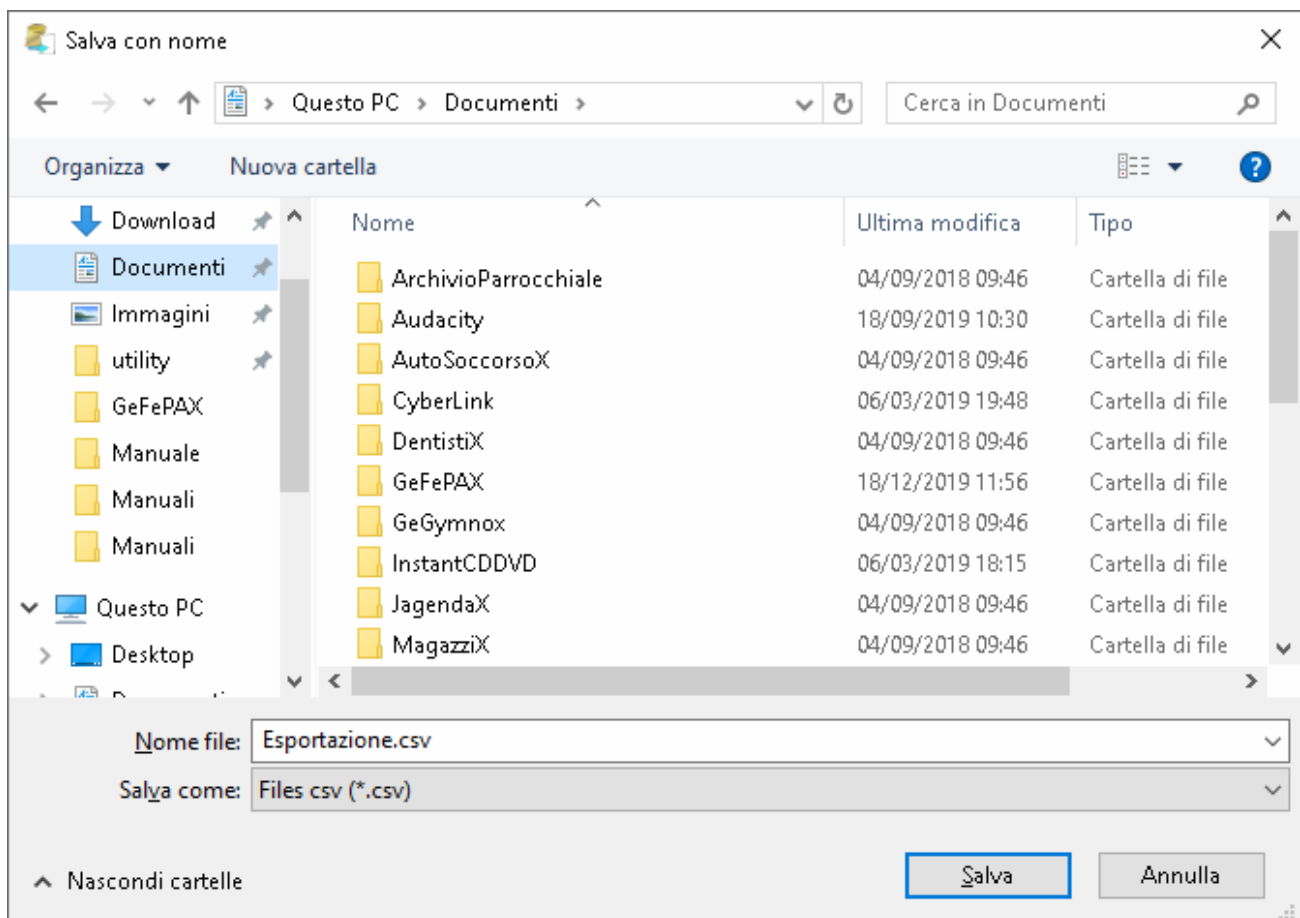 Salva con nome
Questo PC > Documenti >
Cerca in Documenti
Organizza
Nuova cartella
?
Download
Documenti
Immagini
utility
GeFePAX
Manuale
Manuali
Manuali
Questo PC
Desktop
Nome Ultima modifica Tipo
ArchivioParrocchiale 04/09/2018 09:46 Cartella di file
Audacity 18/09/2019 10:30 Cartella di file
AutoSoccorsoX 04/09/2018 09:46 Cartella di file
CyberLink 06/03/2019 19:48 Cartella di file
DentistiX 04/09/2018 09:46 Cartella di file
GeFePAX 18/12/2019 11:56 Cartella di file
GeGymnox 04/09/2018 09:46 Cartella di file
InstantCDDVD 06/03/2019 18:15 Cartella di file
JagendaX 04/09/2018 09:46 Cartella di file
MagazziX 04/09/2018 09:46 Cartella di file
Nome file: Esportazione.csv
Salva come: Files csv (*.csv)
Nascondi cartelle
Salva
Annulla